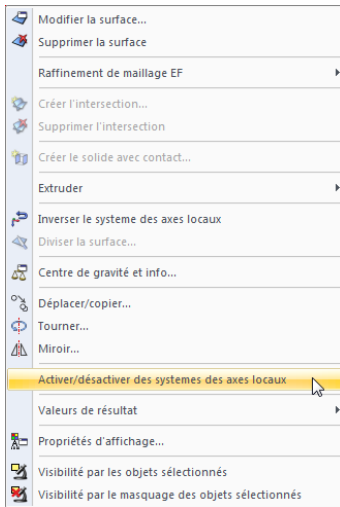 Modifier la surface...
Supprimer la surface
Raffinement de maillage EF
Créer l'intersection...
Supprimer l'intersection
Créer le solide avec contact...
Extruder
Inverser le systeme des axes locaux
Diviser la surface...
Centre de gravité et info...
Déplacer/copier...
Tourner...
Miroir...
Activer/désactiver des systemes des axes locaux
Valeurs de résultat
Propriétés d'affichage...
Visibilité par les objets sélectionnés
Visibilité par le masquage des objets sélectionnés